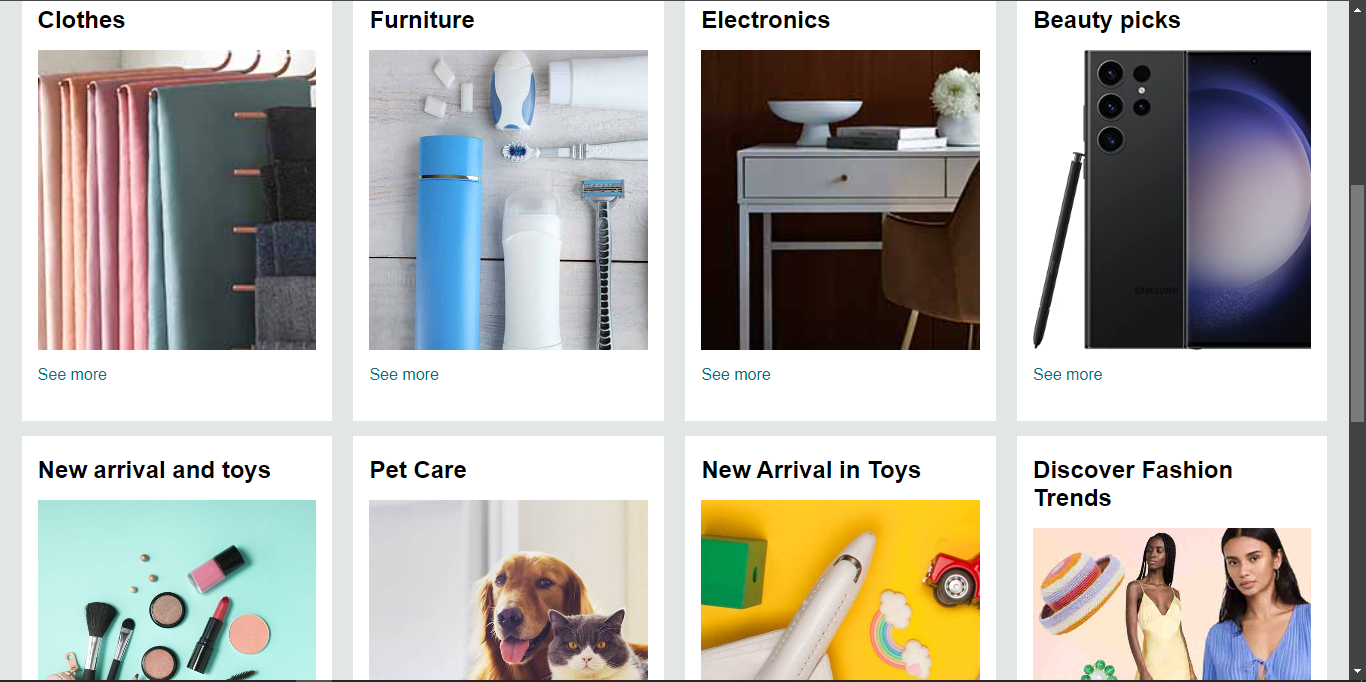 Clothes
Furniture
Electronics
Beauty picks
SAMSUNG
See more
See more
See more
See more
New arrival and toys
Pet Care
New Arrival in Toys
Discover Fashion
Trends